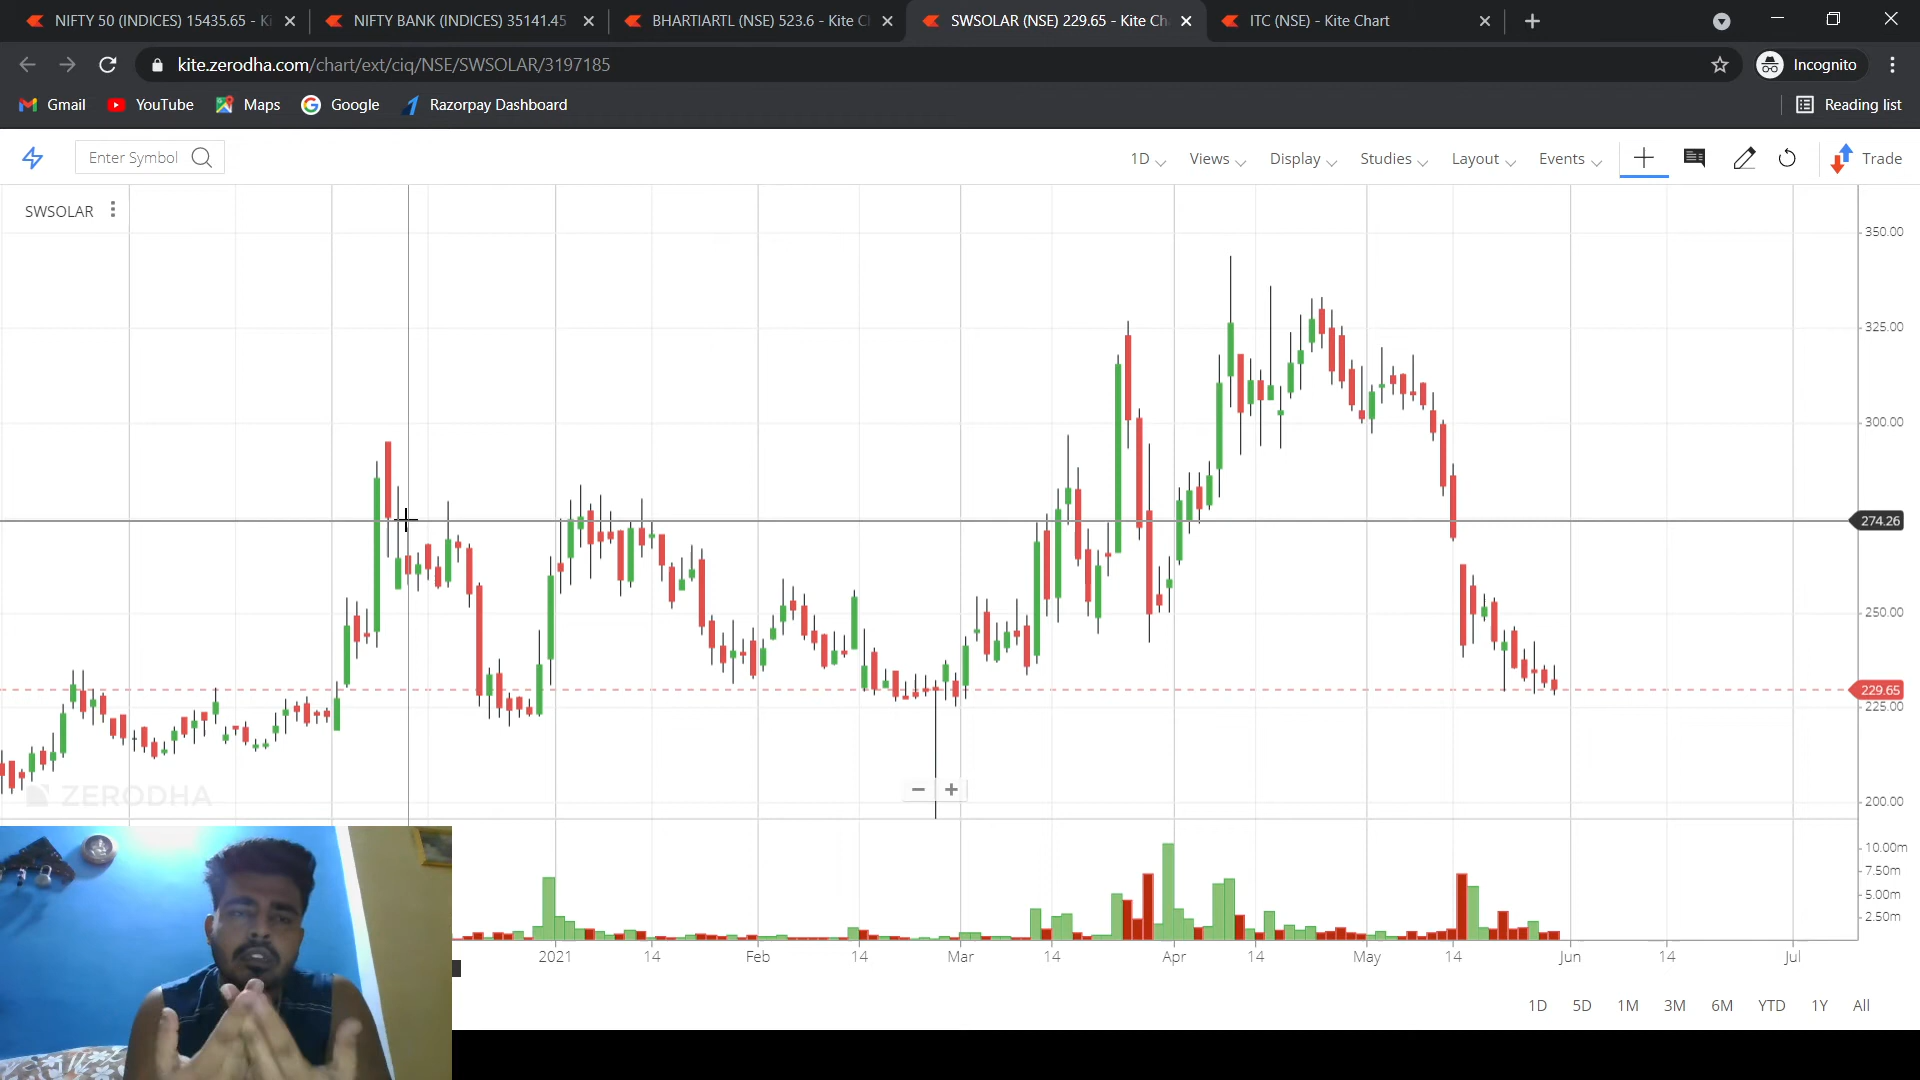 NIFTY 50 (INDICES) 15435.65 - Ki
NIFTY BANK (INDICES) 35141.45
BHARTIARTL (NSE) 523.6 - Kite C
SWSOLAR (NSE) 229.65 - Kite Ch
ITC (NSE) - Kite Chart
kite.zerodha.com/chart/ext/ciq/NSE/SWSOLAR/3197185
Incognito
Gmail
YouTube
Maps
Google
Razorpay Dashboard
Reading list
Enter Symbol
1D
Views
Display
Studies
Layout
Events
Trade
SWSOLAR
350.00
325.00
300.00
274.26
250.00
229.65
225.00
200.00
ZERODHA
10.00m
7.50m
5.00m
2.50m
2021 14 Feb 14 Mar 14 Apr 14 May 14 Jun 14 Jul
1D 5D 1M 3M 6M YTD 1Y All